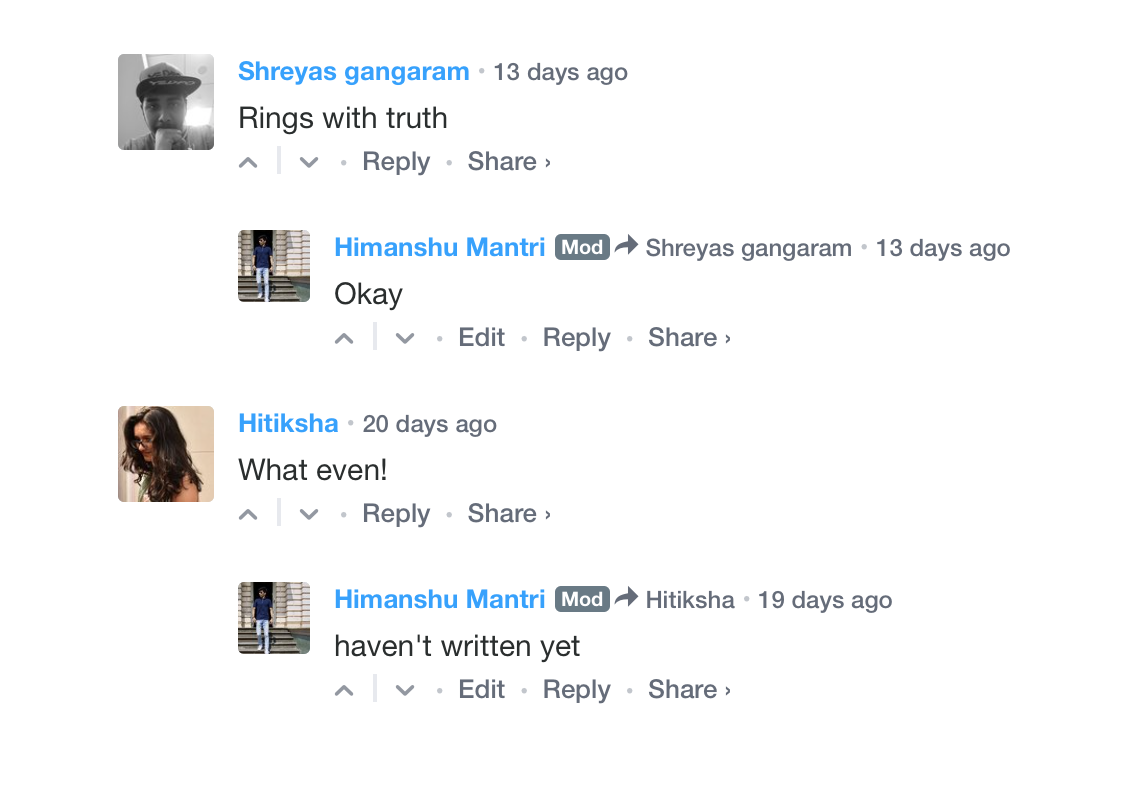 Shreyas gangaram • 13 days ago
Rings with truth
• Reply • Share ›
Himanshu Mantri Mod Shreyas gangaram • 13 days ago
Okay
• Edit • Reply • Share ›
Hitiksha • 20 days ago
What even!
• Reply • Share ›
Himanshu Mantri Mod Hitiksha • 19 days ago
haven't written yet
• Edit • Reply • Share ›